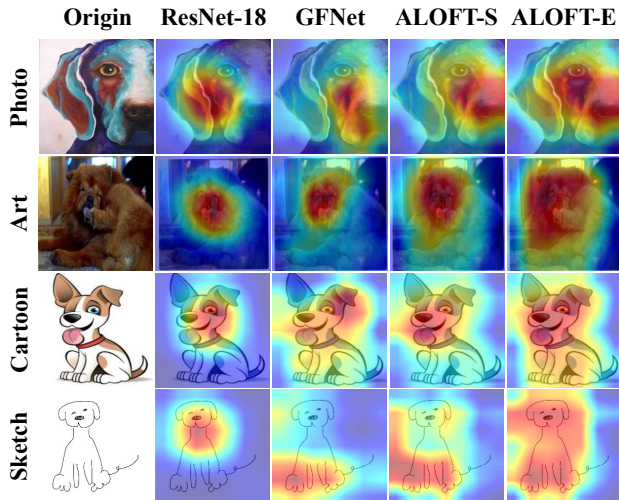 Origin ResNet-18 GFNet ALOFT-S ALOFT-E
Photo
Art
Cartoon
Sketch